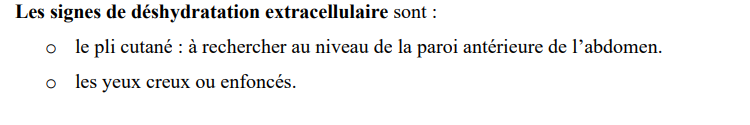 Les signes de déshydratation extracellulaire sont :
o le pli cutané : à rechercher au niveau de la paroi antérieure de l’abdomen.
o les yeux creux ou enfoncés.